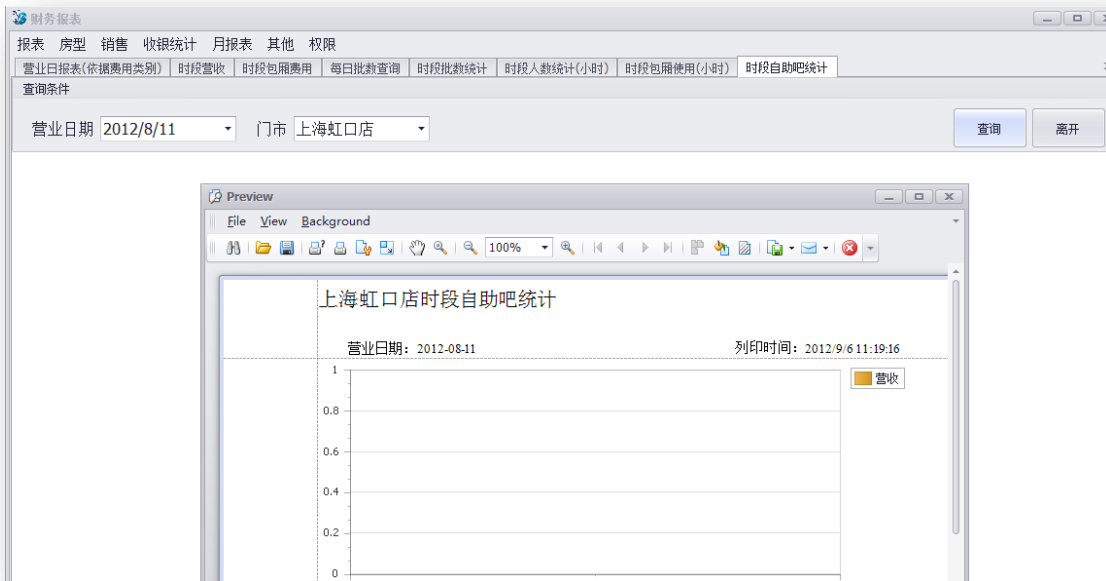 财务报表
报表 房型 销售 收银统计 月报表 其他 权限
营业日报表(依据费用类别) 时段营收 时段包厢费用 每日批数查询 时段批数统计 时段人数统计(小时) 时段包厢使用(小时) 时段自助吧统计
查询条件
营业日期 2012/8/11 门市 上海虹口店 查询 离开
Preview
File View Background
100%
上海虹口店时段自助吧统计
营业日期：2012-08-11 列印时间：2012/9/6 11:19:16
1 营收
0.8
0.6
0.4
0.2
0